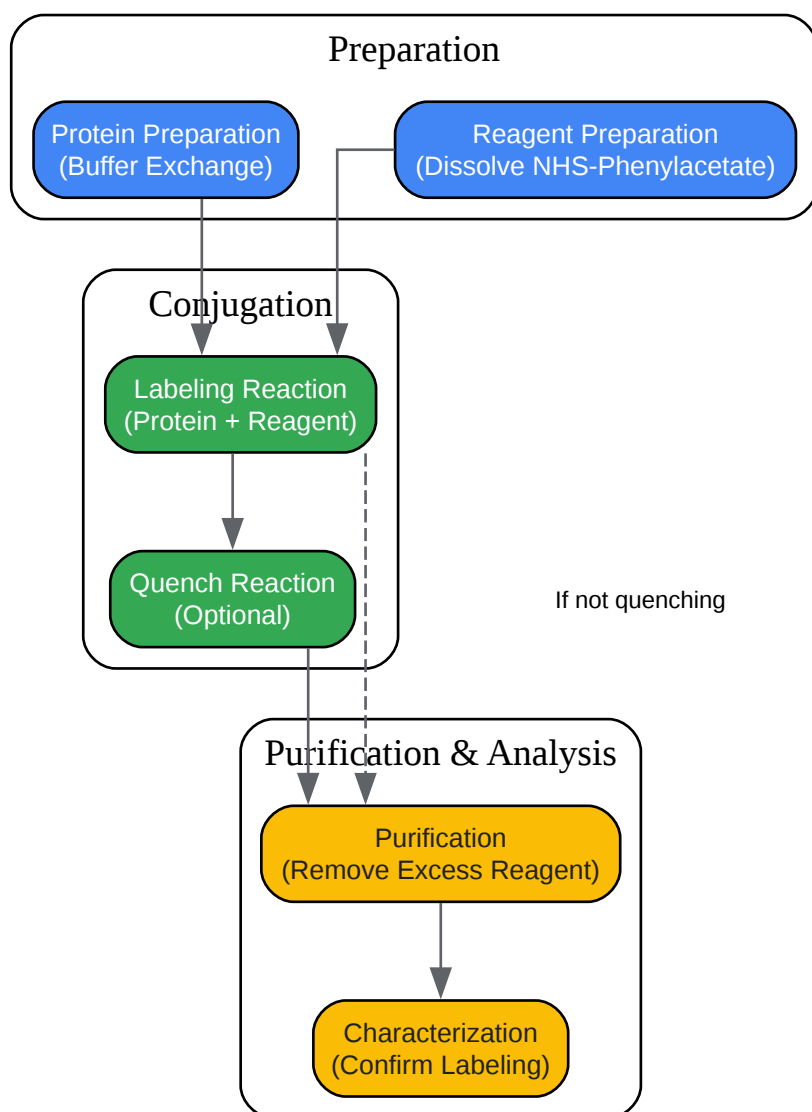 Preparation
Protein Preparation
(Buffer Exchange)
Reagent Preparation
(Dissolve NHS-Phenylacetate)
Conjugation
Labeling Reaction
(Protein + Reagent)
Quench Reaction
(Optional)
If not quenching
Purification & Analysis
Purification
(Remove Excess Reagent)
Characterization
(Confirm Labeling)